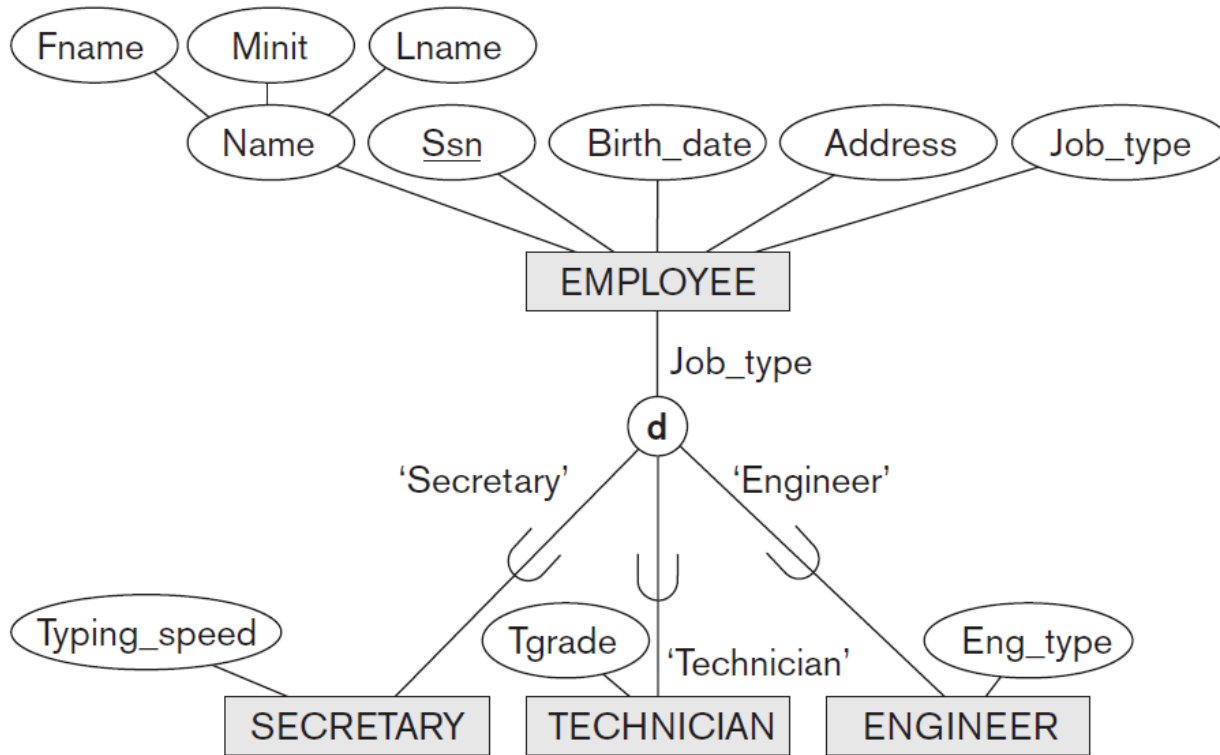 Fname Minit Lname
Name Ssn Birth_date Address Job_type
EMPLOYEE
Job_type
d
‘Secretary’ ‘Engineer’
Typing_speed Tgrade Eng_type
‘Technician’
SECRETARY TECHNICIAN ENGINEER